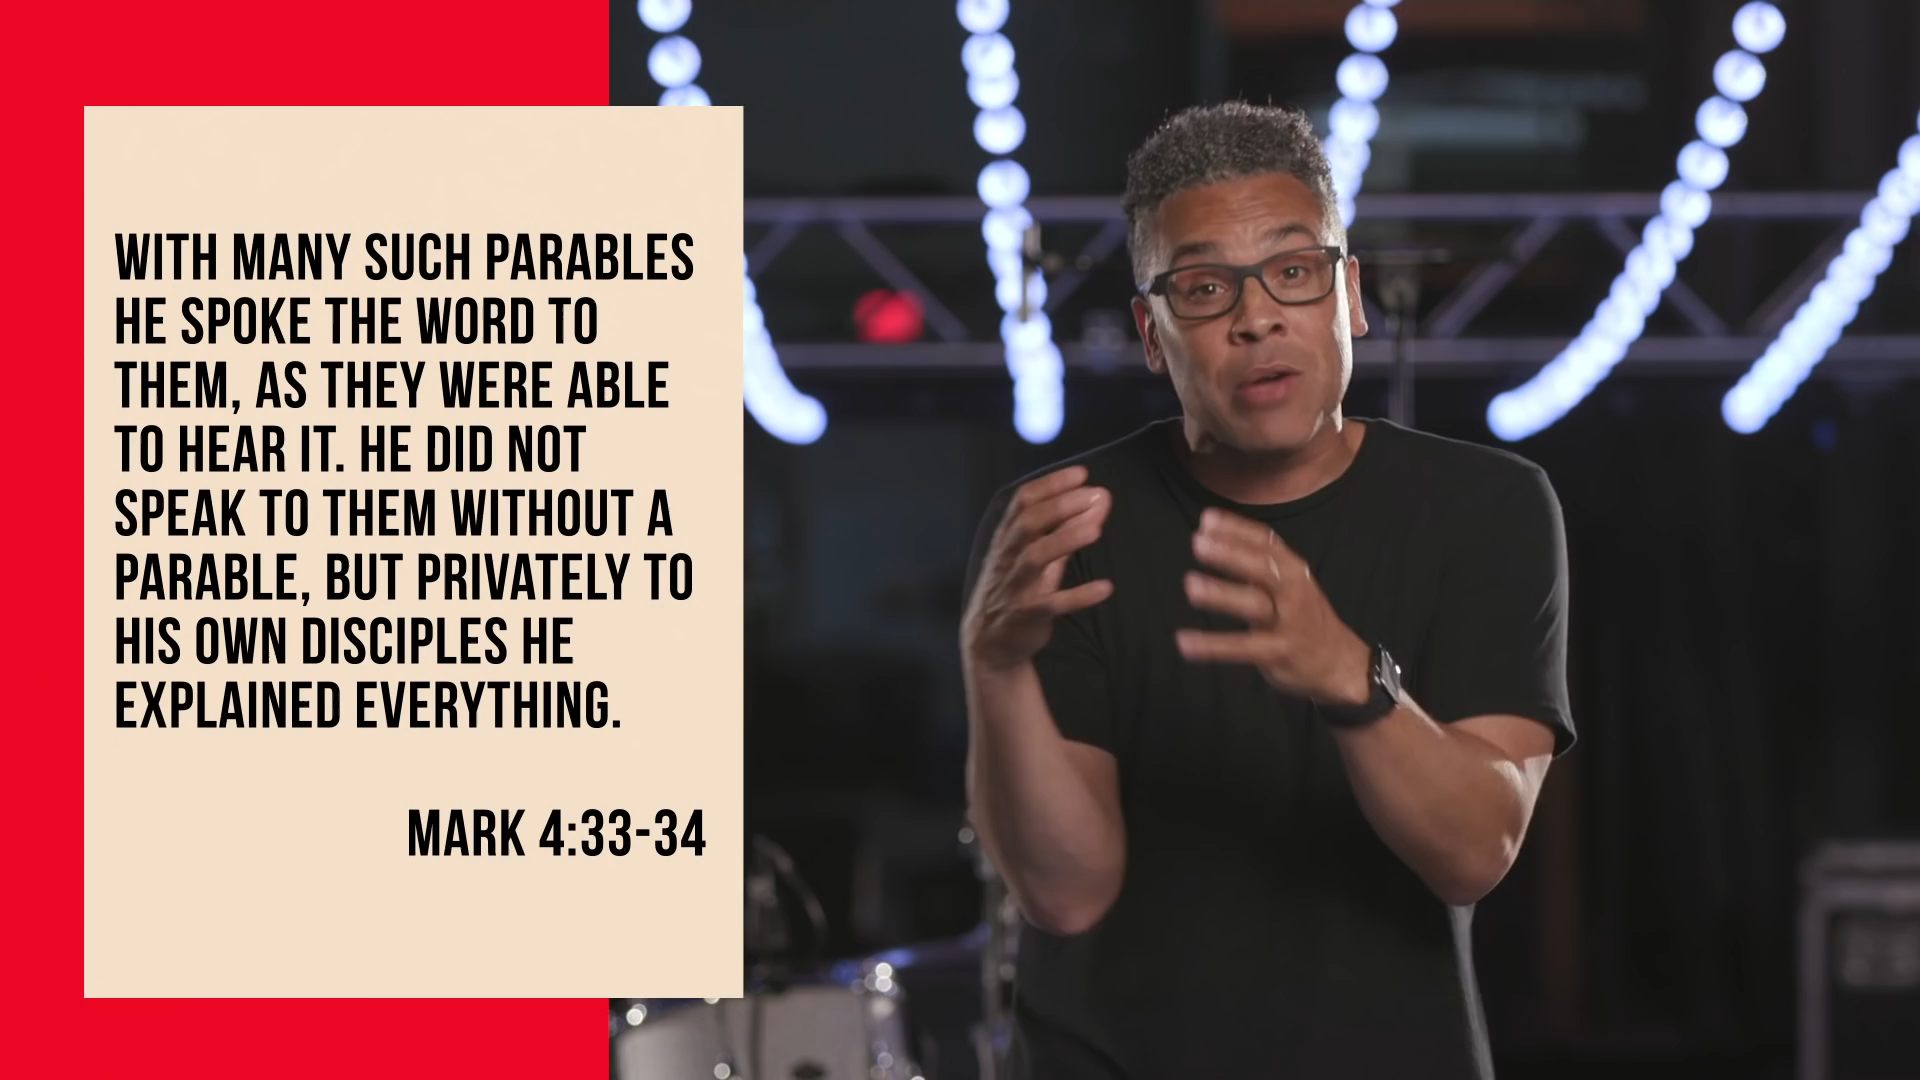 WITH MANY SUCH PARABLES
HE SPOKE THE WORD TO
THEM, AS THEY WERE ABLE
TO HEAR IT. HE DID NOT
SPEAK TO THEM WITHOUT A
PARABLE, BUT PRIVATELY TO
HIS OWN DISCIPLES HE
EXPLAINED EVERYTHING.
MARK 4:33-34